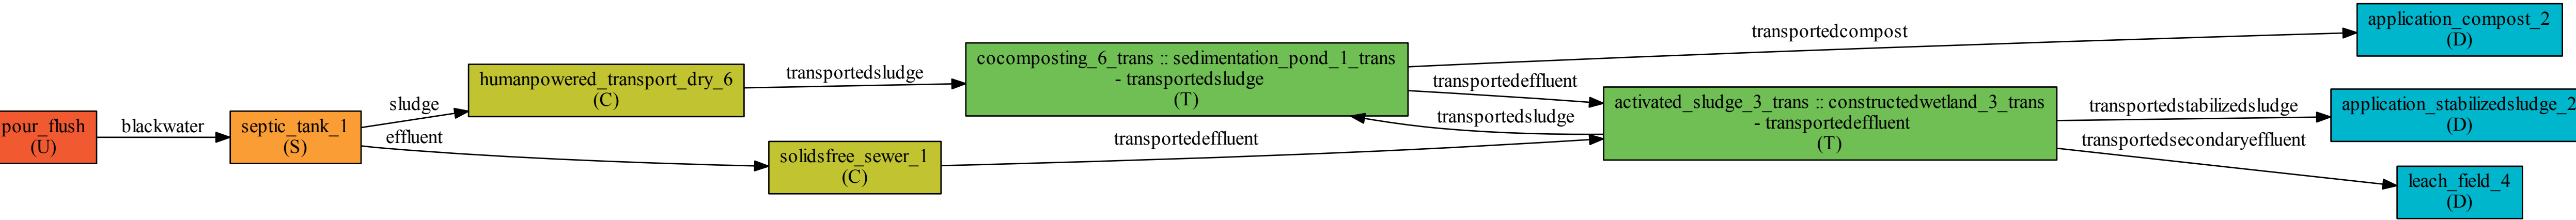 pour_flush
(U)
blackwater
septic_tank_1
(S)
sludge
effluent
humanpowered_transport_dry_6
(C)
solidsfree_sewer_1
(C)
transportedsludge
transportedeffluent
cocomposting_6_trans :: sedimentation_pond_1_trans
- transportedsludge
(T)
transportedcompost
transportedeffluent
transportedsludge
activated_sludge_3_trans :: constructedwetland_3_trans
- transportedeffluent
(T)
transportedstabilizedsludge
transportedsecondaryeffluent
application_compost_2
(D)
application_stabilizedsludge_2
(D)
leach_field_4
(D)